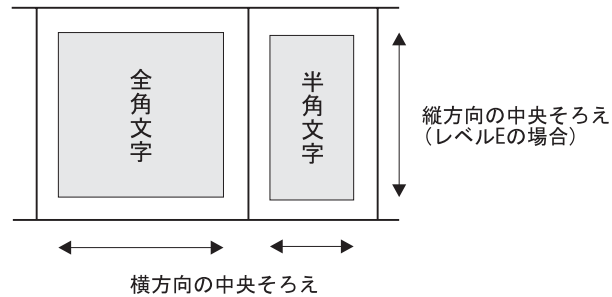 全角文字
半角文字
縦方向の中央そろえ
（レベルEの場合）
横方向の中央そろえ